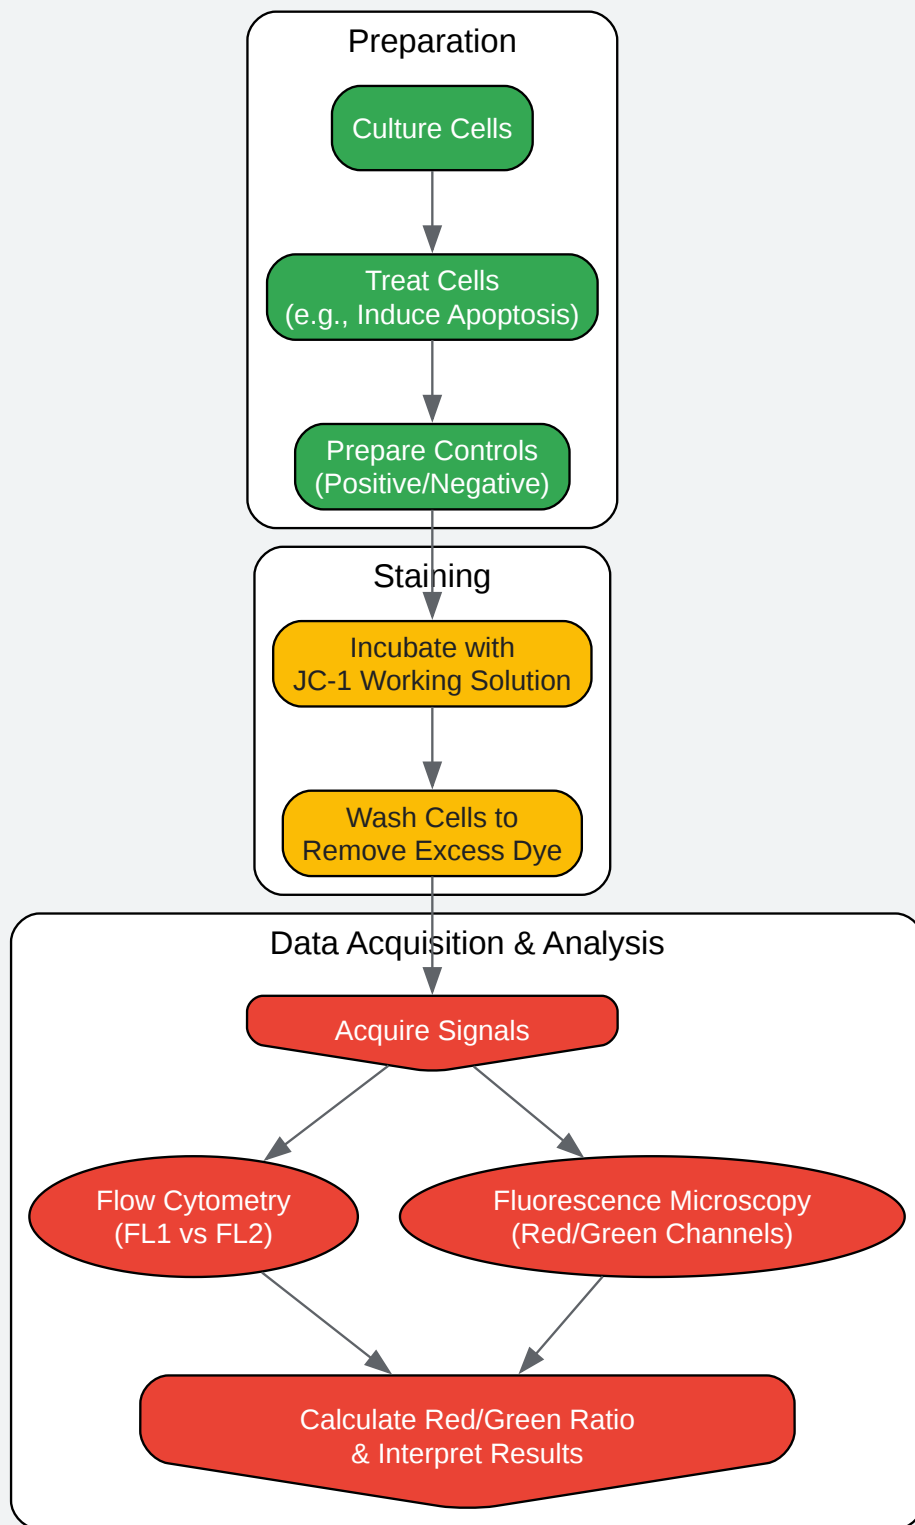 Preparation
Culture Cells
Treat Cells
(e.g., Induce Apoptosis)
Prepare Controls
(Positive/Negative)
Staining
Incubate with
JC-1 Working Solution
Wash Cells to
Remove Excess Dye
Data Acquisition & Analysis
Acquire Signals
Flow Cytometry
(FL1 vs FL2)
Fluorescence Microscopy
(Red/Green Channels)
Calculate Red/Green Ratio
& Interpret Results